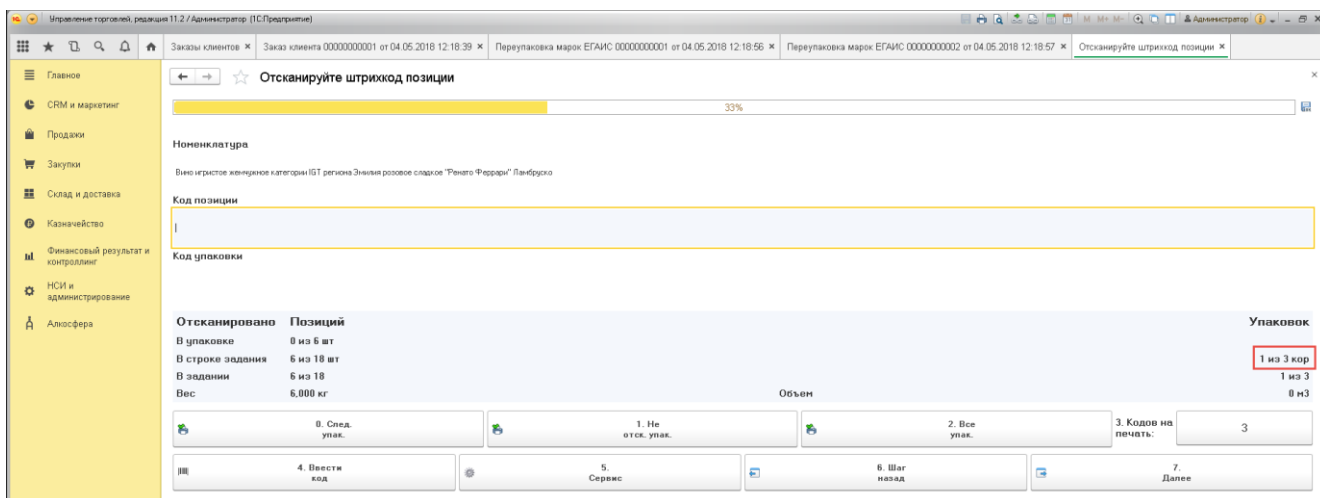 Управление торговлей, редакция 11.2 / Администратор (1С:Предприятие)
M M+ M- Администратор
Заказы клиентов × Заказ клиента 00000000001 от 04.05.2018 12:18:39 × Переупаковка марок ЕГАИС 00000000001 от 04.05.2018 12:18:56 × Переупаковка марок ЕГАИС 00000000002 от 04.05.2018 12:18:57 × Отсканируйте штрихкод позиции ×
Главное
CRM и маркетинг
Продажи
Закупки
Склад и доставка
Казначейство
Финансовый результат и
контроллинг
НСИ и
администрирование
Алкосфера
Отсканируйте штрихкод позиции
33%
Номенклатура
Вино игристое жемчужное категории IGT региона Эмилия розовое сладкое "Ренато Феррари" Ламбруско
Код позиции
Код упаковки
Отсканировано Позиций Упаковок
В упаковке 0 из 6 шт
В строке задания 6 из 18 шт 1 из 3 кор
В задании 6 из 18 1 из 3
Вес 6,000 кг Объем 0 м3
0. След.
упак.
1. Не
отск. упак.
2. Все
упак.
3. Кодов на
печать:
3
4. Ввести
код
5.
Сервис
6. Шаг
назад
7.
Далее